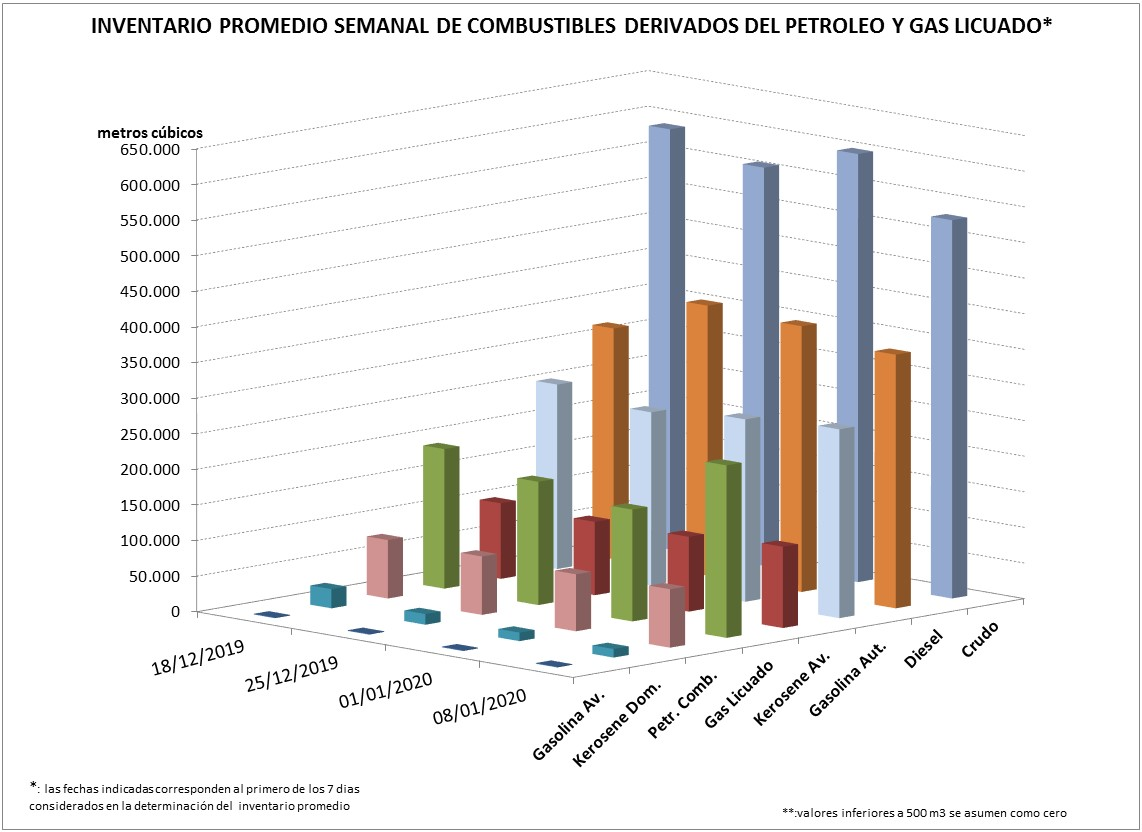 INVENTARIO PROMEDIO SEMANAL DE COMBUSTIBLES DERIVADOS DEL PETROLEO Y GAS LICUADO*
metros cúbicos
650.000
600.000
550.000
500.000
450.000
400.000
350.000
300.000
250.000
200.000
150.000
100.000
50.000
0
18/12/2019
25/12/2019
01/01/2020
08/01/2020
Gasolina Av.
Kerosene Dom.
Petr. Comb.
Gas Licuado
Kerosene Av.
Gasolina Aut.
Diesel
Crudo
*: las fechas indicadas corresponden al primero de los 7 dias
considerados en la determinación del inventario promedio
**:valores inferiores a 500 m3 se asumen como cero